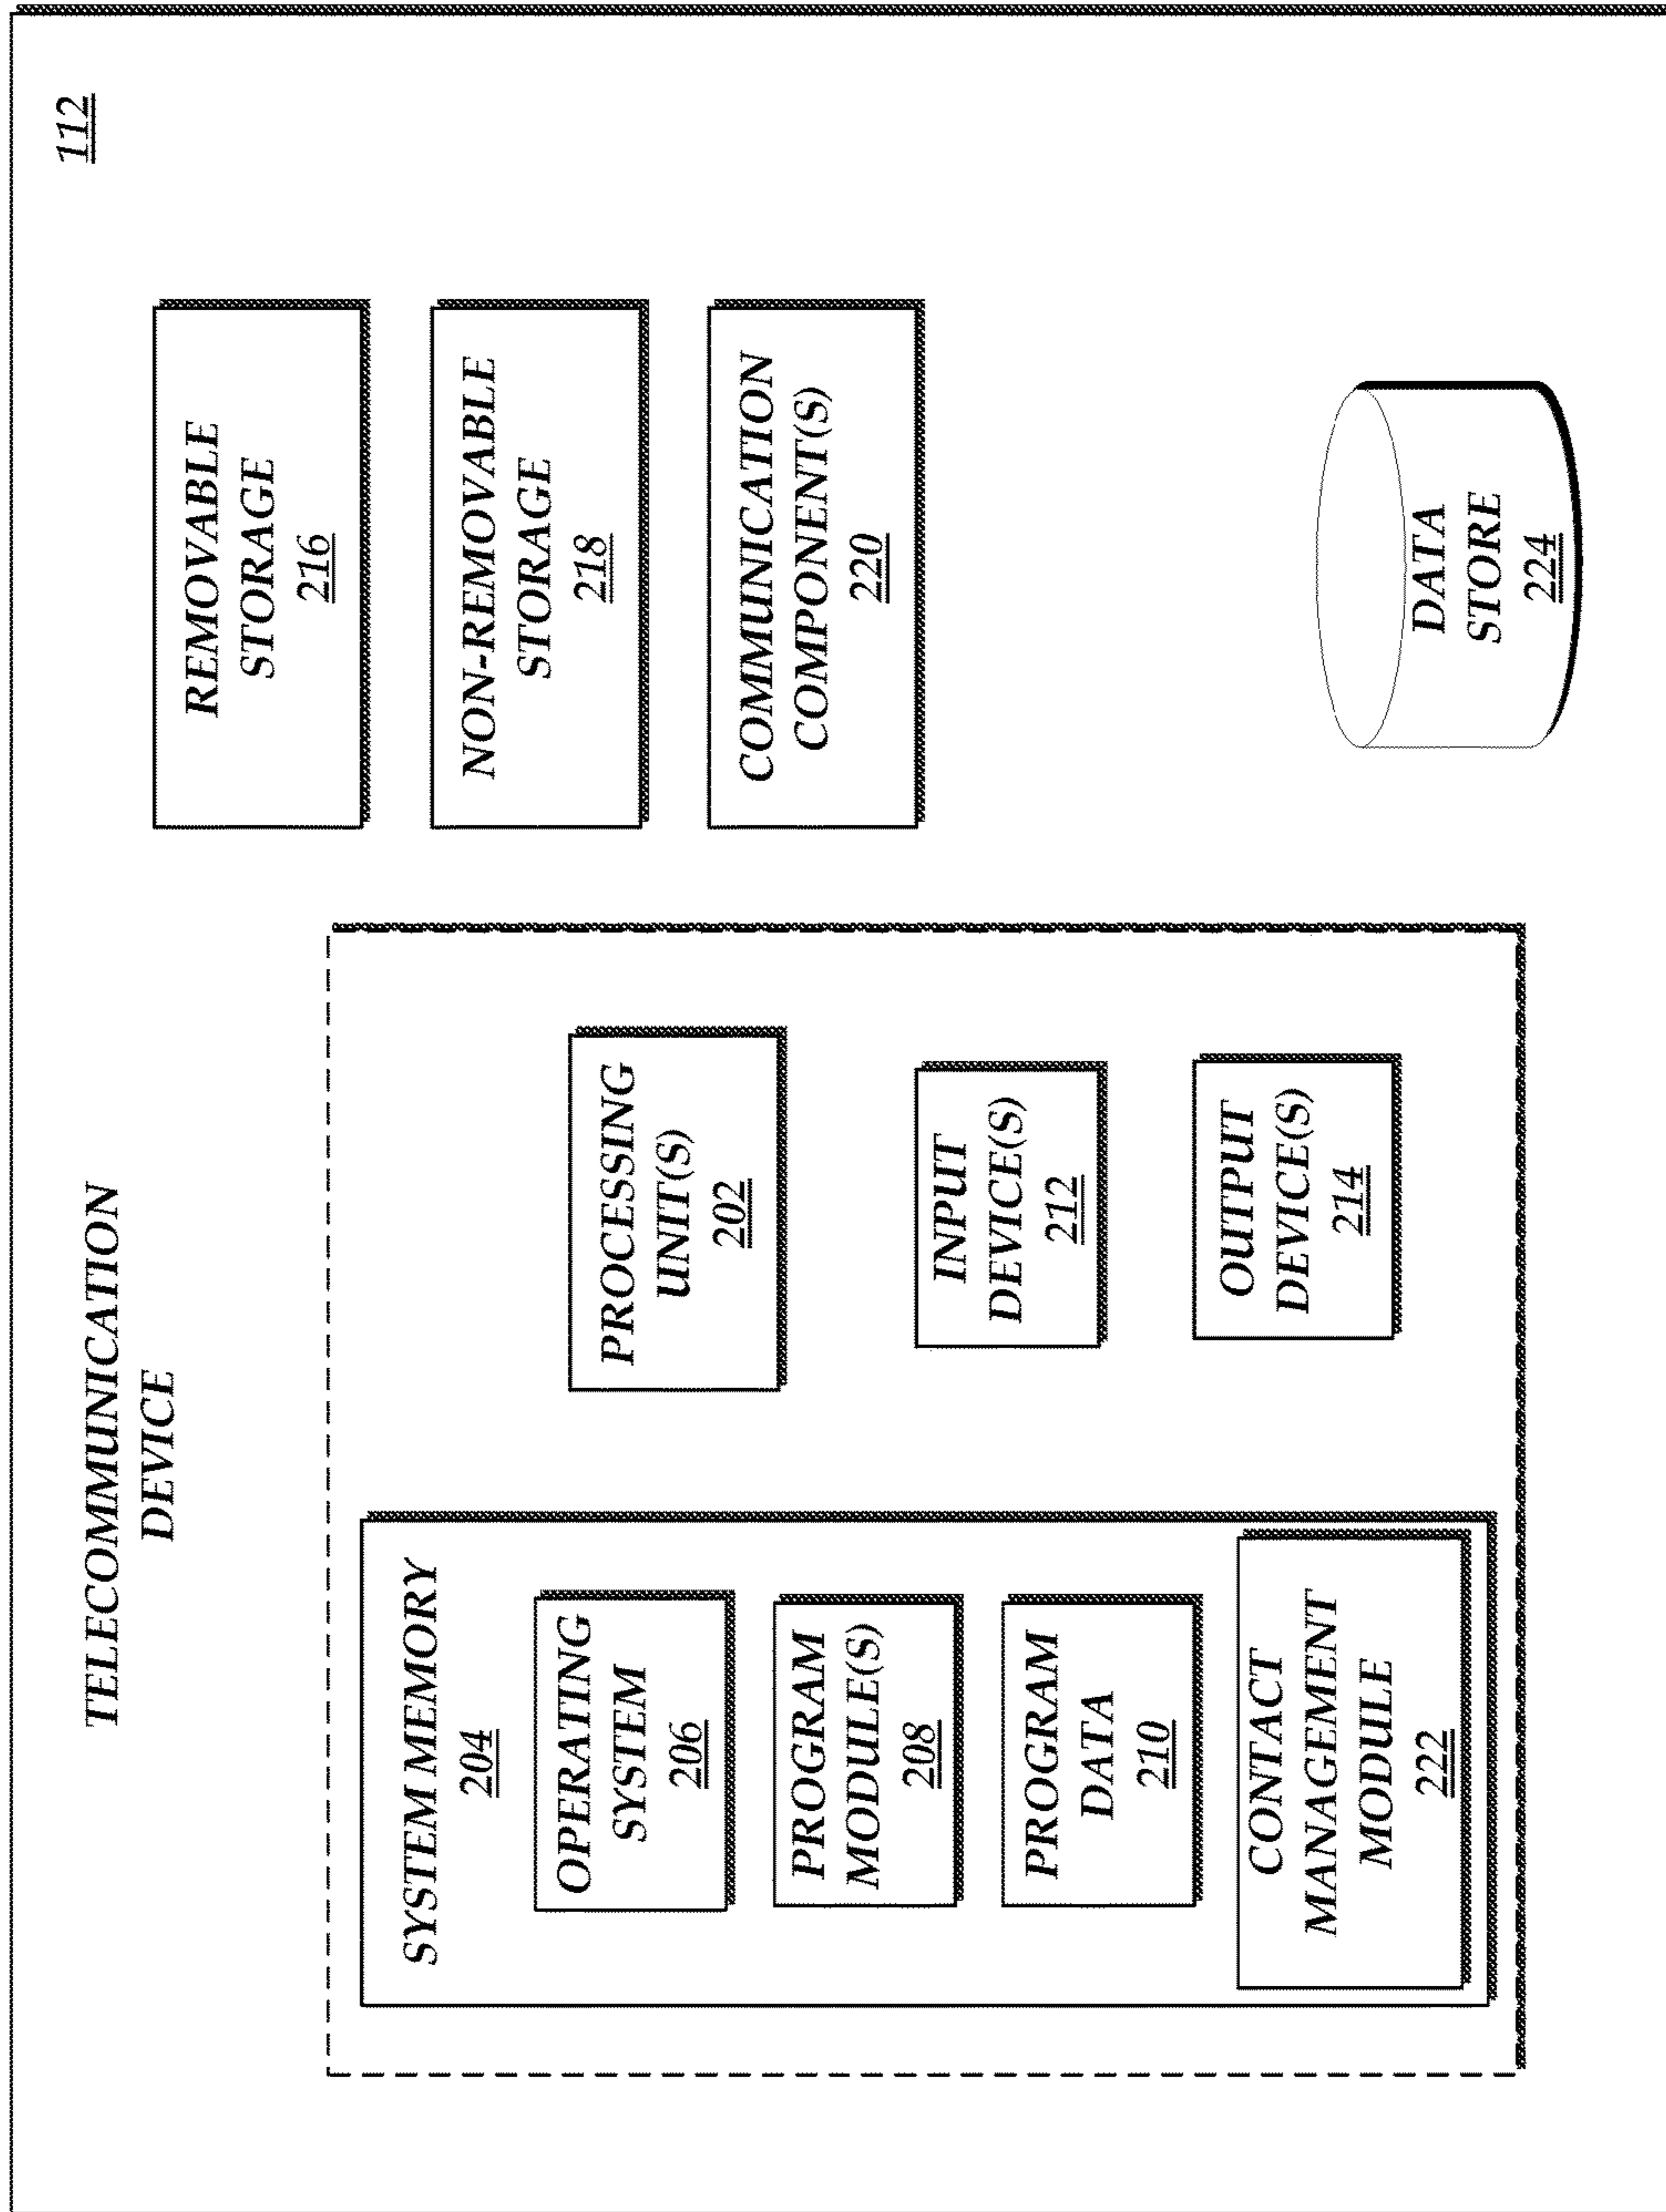 112
TELECOMMUNICATION
DEVICE
SYSTEM MEMORY
204
OPERATING
SYSTEM
206
PROGRAM
MODULE(S)
208
PROGRAM
DATA
210
CONTACT
MANAGEMENT
MODULE
222
PROCESSING
UNIT(S)
202
INPUT
DEVICE(S)
212
OUTPUT
DEVICE(S)
214
REMOVABLE
STORAGE
216
NON-REMOVABLE
STORAGE
218
COMMUNICATION
COMPONENT(S)
220
DATA
STORE
224